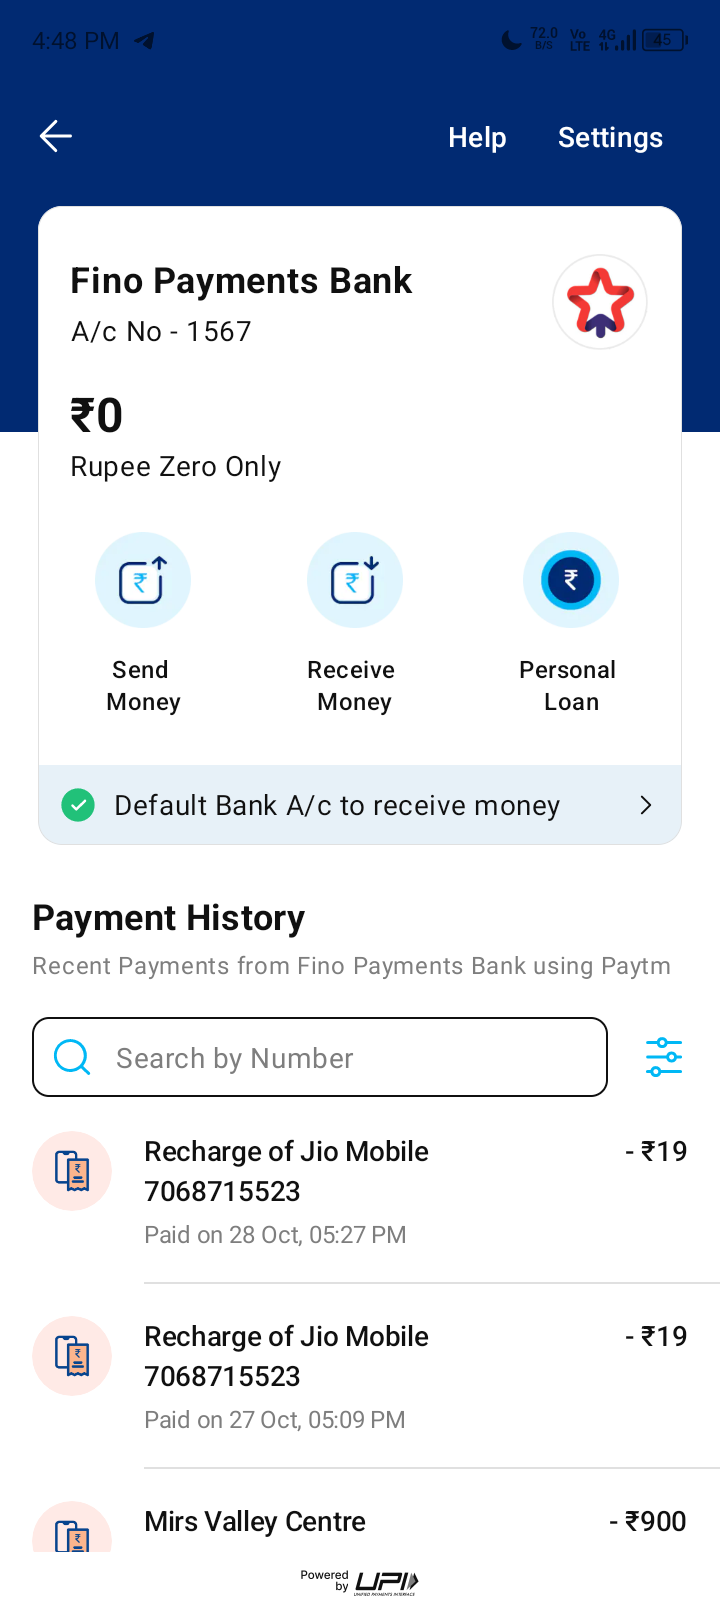 4:48 PM
72.0 B/S Vo LTE 4G 45
Help Settings
Fino Payments Bank
A/c No - 1567
₹0
Rupee Zero Only
Send Money
Receive Money
Personal Loan
Default Bank A/c to receive money
Payment History
Recent Payments from Fino Payments Bank using Paytm
Search by Number
Recharge of Jio Mobile - ₹19
7068715523
Paid on 28 Oct, 05:27 PM
Recharge of Jio Mobile - ₹19
7068715523
Paid on 27 Oct, 05:09 PM
Mirs Valley Centre - ₹900
Powered by UPI
UNIFIED PAYMENTS INTERFACE